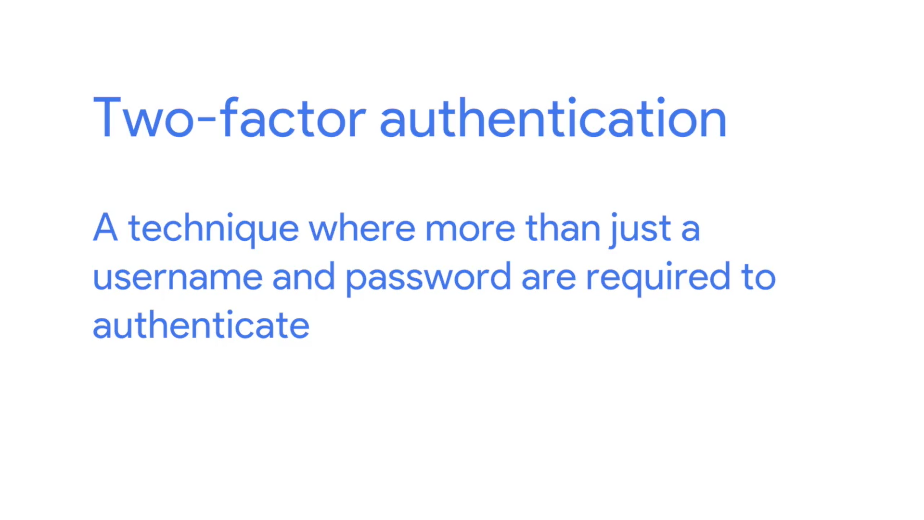 Two-factor authentication
A technique where more than just a
username and password are required to
authenticate